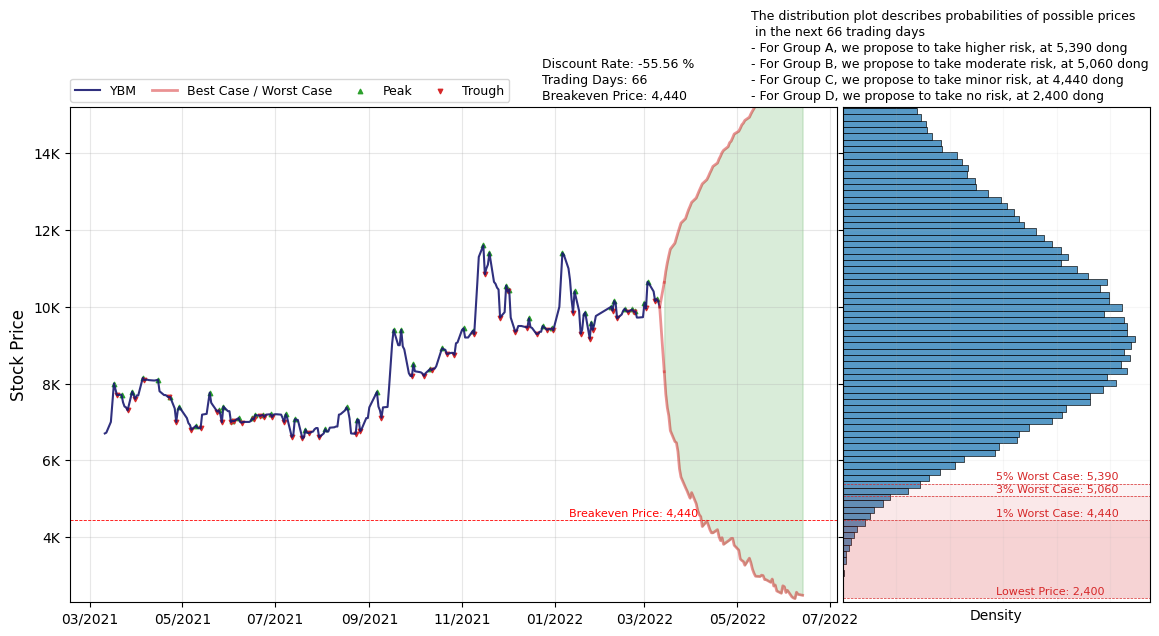 The distribution plot describes probabilities of possible prices
in the next 66 trading days
- For Group A, we propose to take higher risk, at 5,390 dong
- For Group B, we propose to take moderate risk, at 5,060 dong
- For Group C, we propose to take minor risk, at 4,440 dong
- For Group D, we propose to take no risk, at 2,400 dong
Discount Rate: -55.56 %
Trading Days: 66
Breakeven Price: 4,440
YBM
Best Case / Worst Case
Peak
Trough
Stock Price
14K
12K
10K
8K
6K
4K
Breakeven Price: 4,440
03/2021
05/2021
07/2021
09/2021
11/2021
01/2022
03/2022
05/2022
07/2022
5% Worst Case: 5,390
3% Worst Case: 5,060
1% Worst Case: 4,440
Lowest Price: 2,400
Density